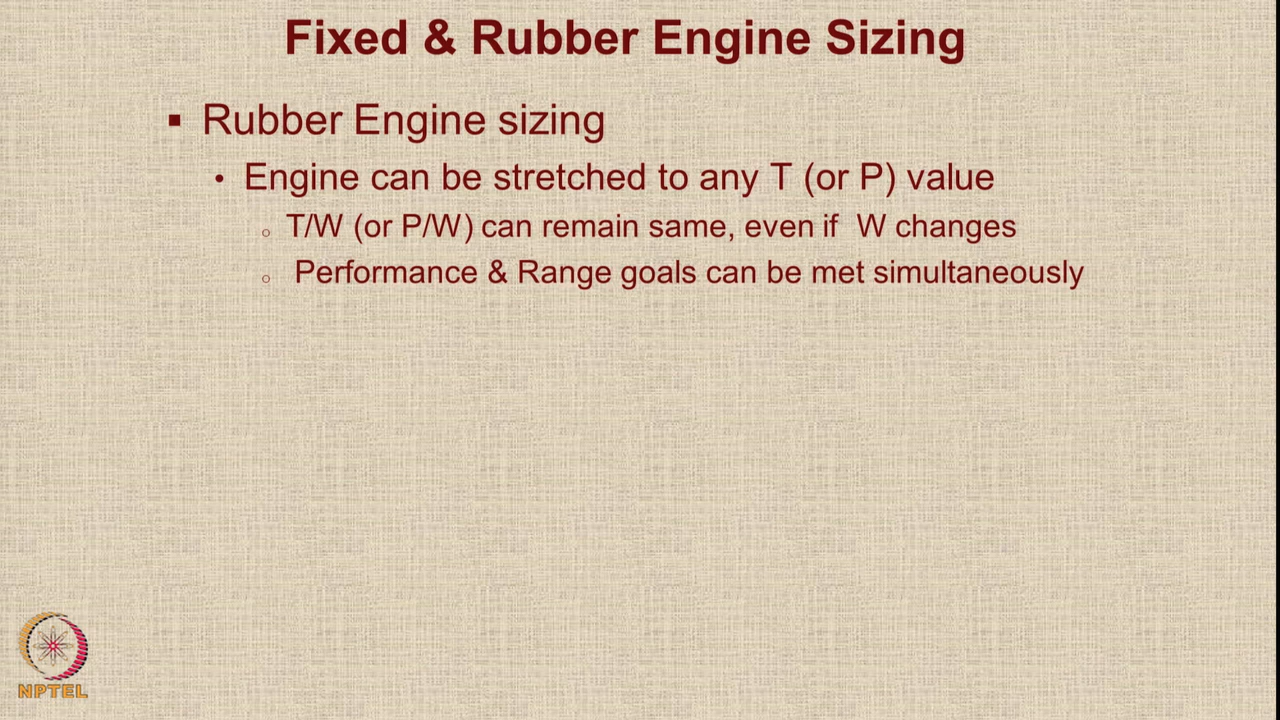 Fixed & Rubber Engine Sizing
▪ Rubber Engine sizing
• Engine can be stretched to any T (or P) value
○ T/W (or P/W) can remain same, even if W changes
○ Performance & Range goals can be met simultaneously
NPTEL